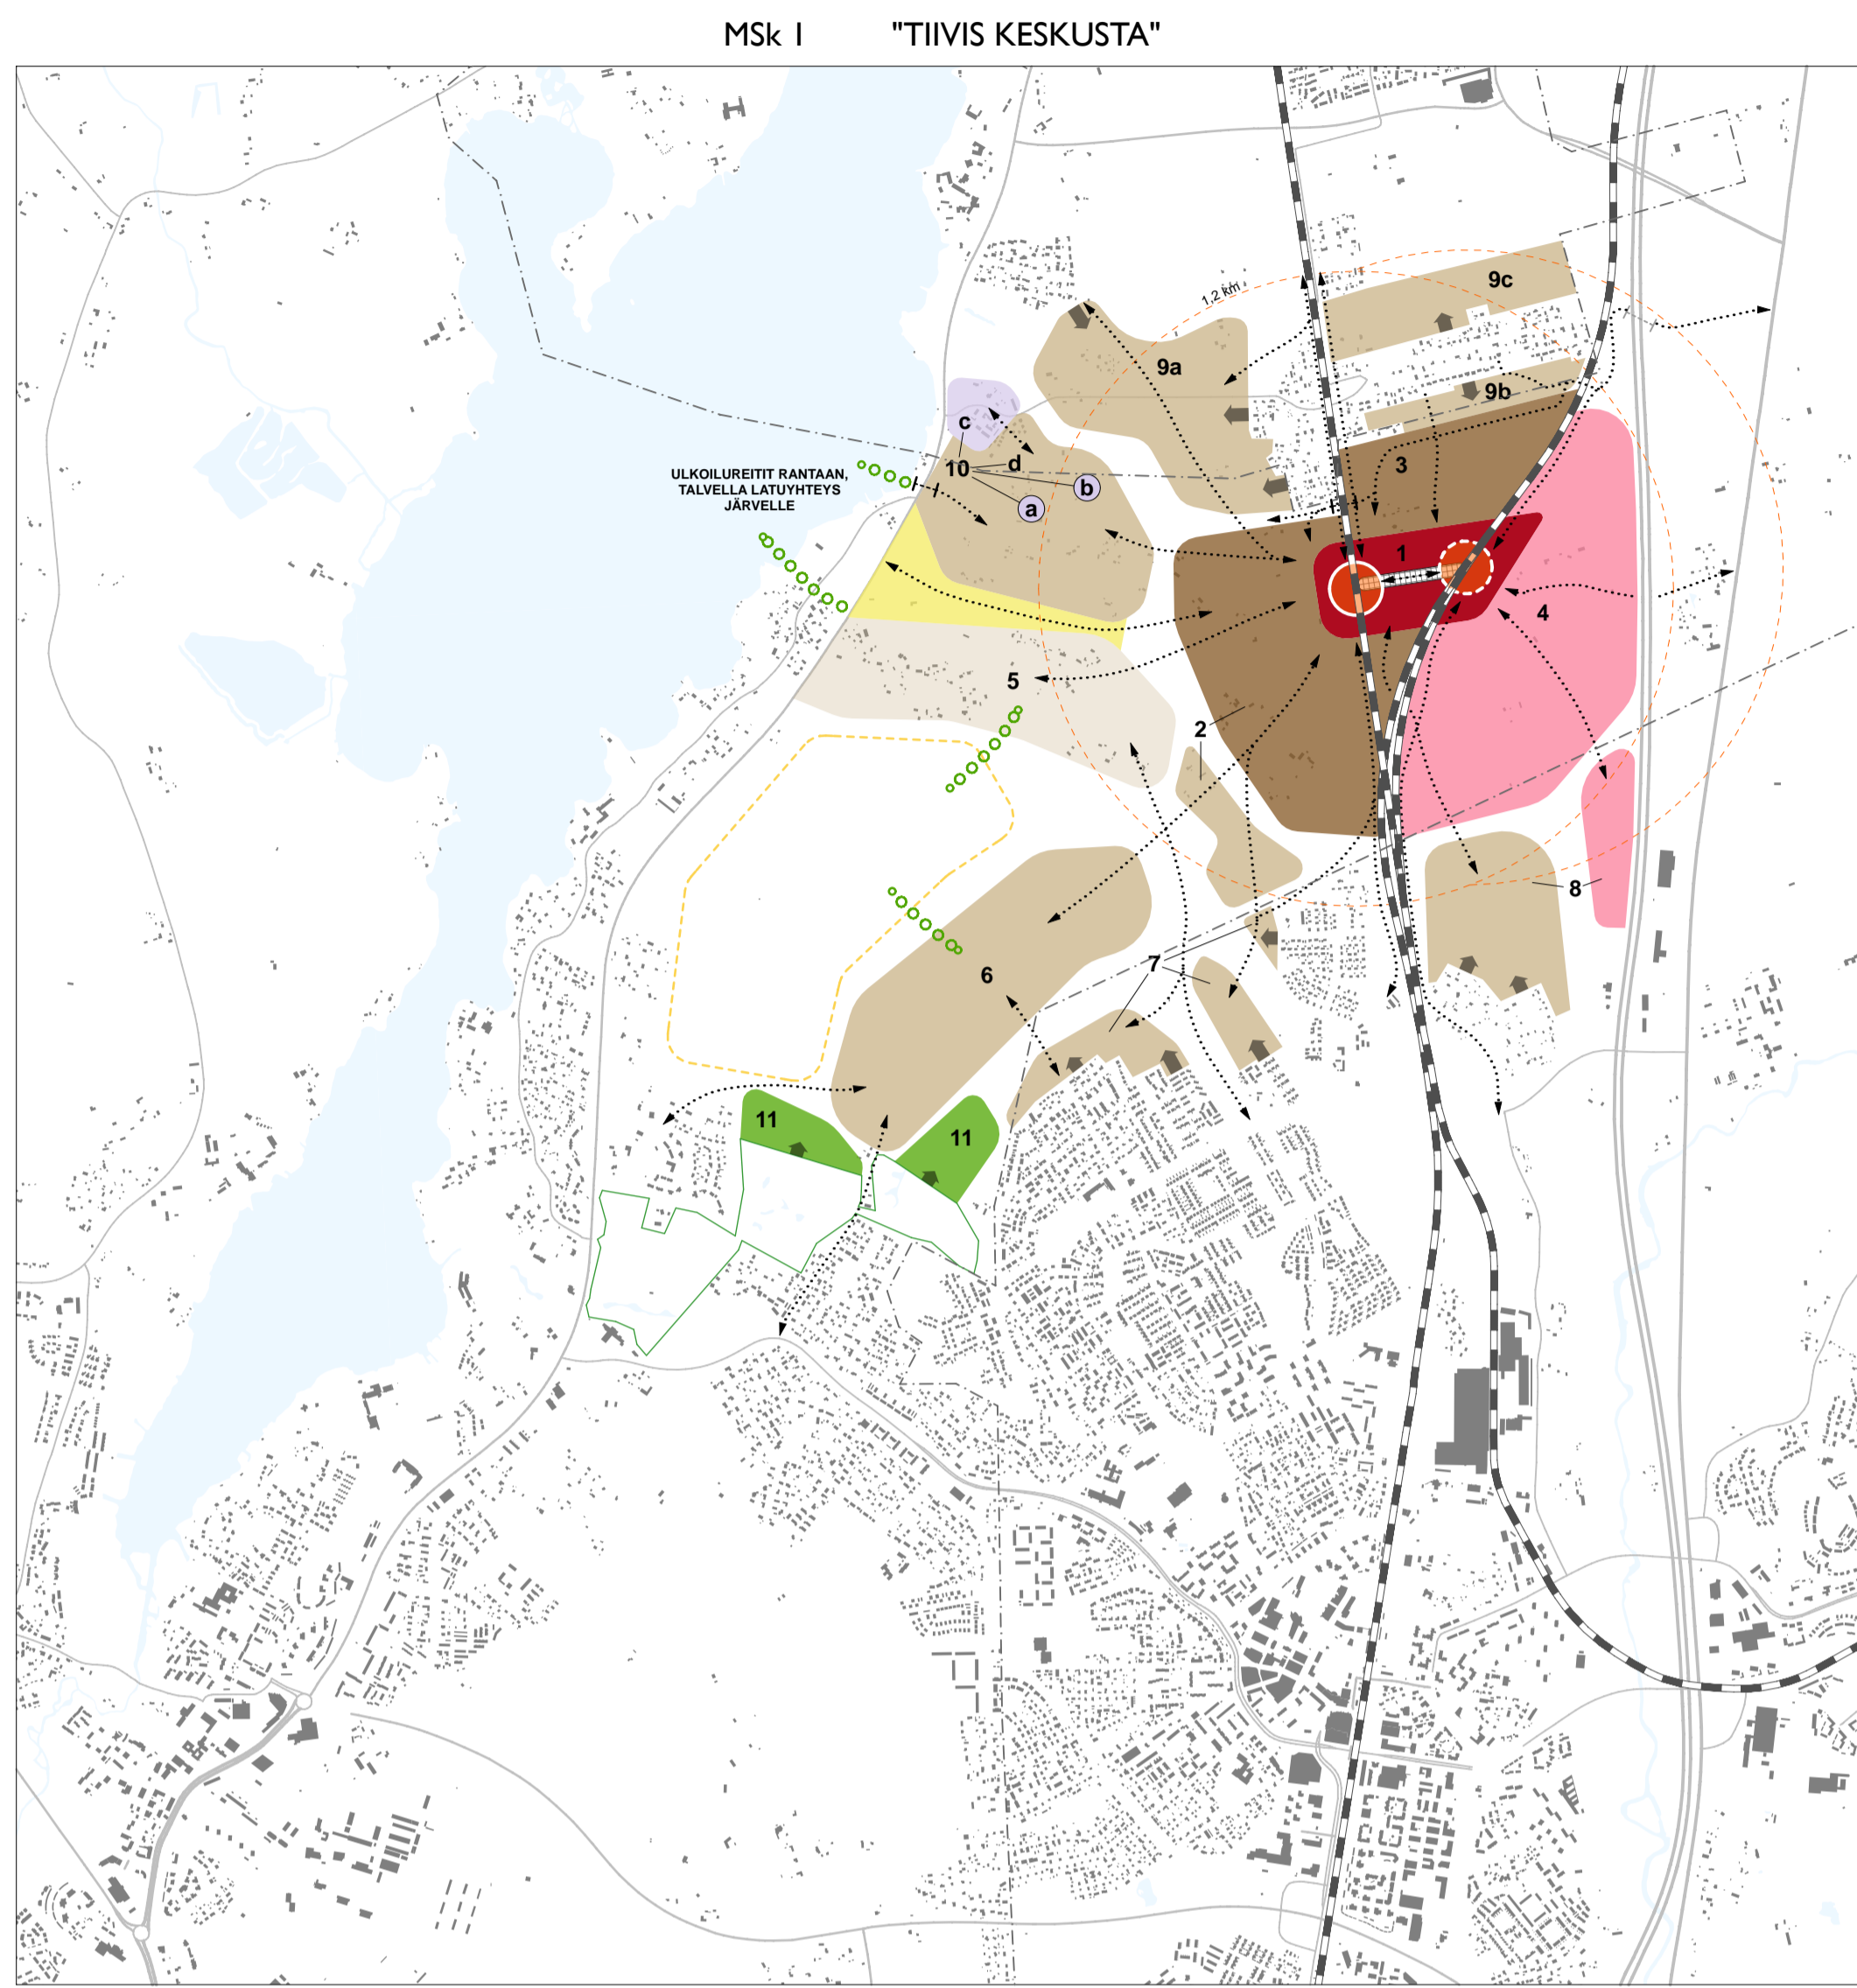 MSk 1 "TIIVIS KESKUSTA"
9c
1,2 km
9a
9b
c
10
d
b
a
3
ULKOILUREITIT RANTAAN,
TALVELLA LATUYHTEYS
JÄRVELLE
1
4
5
2
8
7
6
11
11